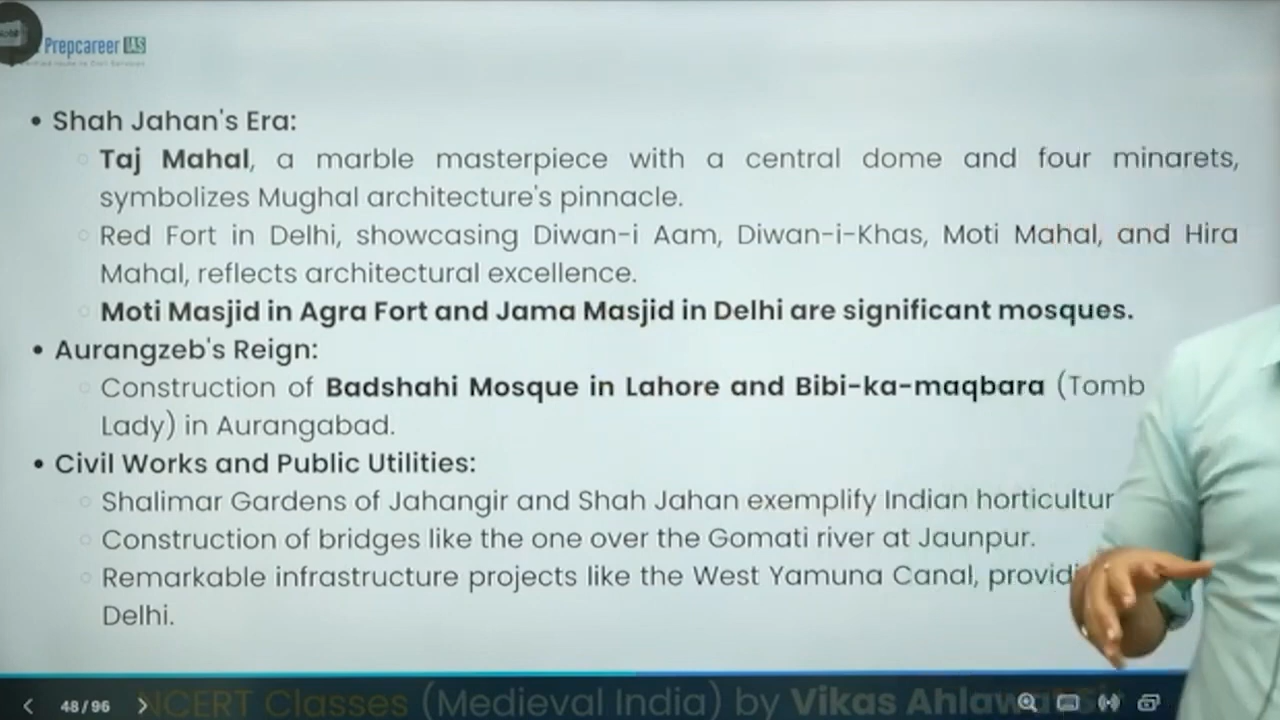 Prepcareer IAS
• Shah Jahan's Era:
Taj Mahal, a marble masterpiece with a central dome and four minarets,
symbolizes Mughal architecture's pinnacle.
Red Fort in Delhi, showcasing Diwan-i Aam, Diwan-i-Khas, Moti Mahal, and Hira
Mahal, reflects architectural excellence.
Moti Masjid in Agra Fort and Jama Masjid in Delhi are significant mosques.
• Aurangzeb's Reign:
Construction of Badshahi Mosque in Lahore and Bibi-ka-maqbara (Tomb
Lady) in Aurangabad.
• Civil Works and Public Utilities:
Shalimar Gardens of Jahangir and Shah Jahan exemplify Indian horticultur
Construction of bridges like the one over the Gomati river at Jaunpur.
Remarkable infrastructure projects like the West Yamuna Canal, providi
Delhi.
48/96
NCERT Classes (Medieval India) by Vikas Ahlawat